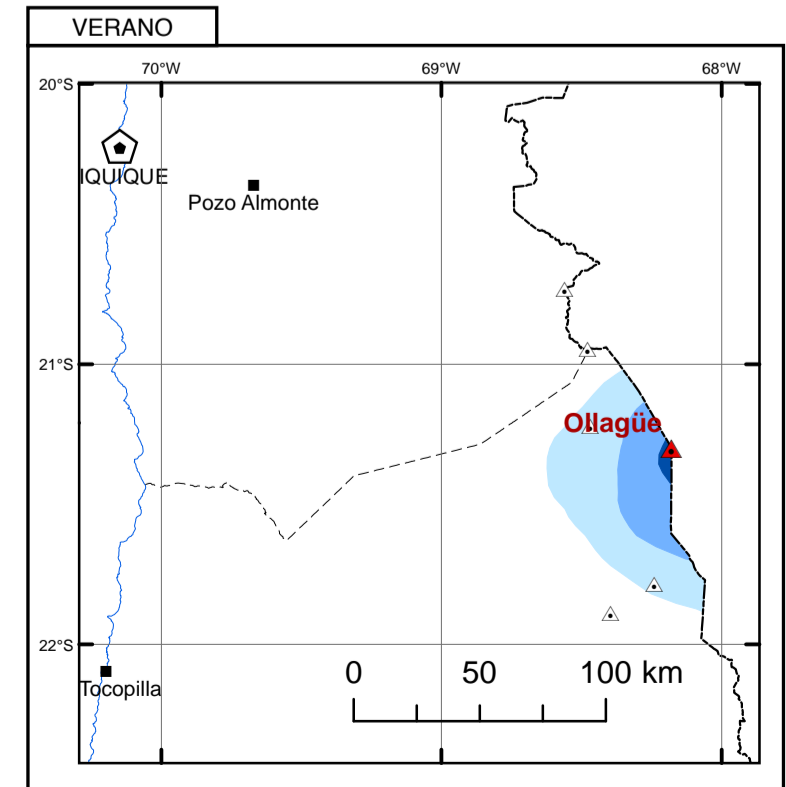 VERANO
70°W 69°W 68°W
20°S
IQUIQUE
Pozo Almonte
21°S
Ollagüe
22°S
0 50 100 km
Tocopilla